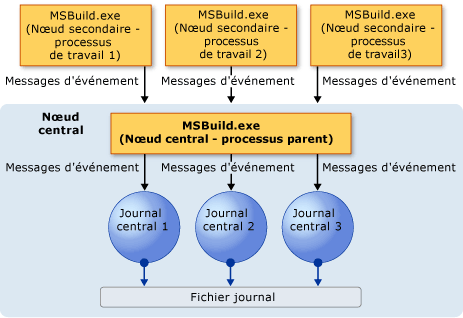 MSBuild.exe
(Nœud secondaire -
processus
de travail 1)
MSBuild.exe
(Nœud secondaire -
processus
de travail 2)
MSBuild.exe
(Nœud secondaire -
processus
de travail3)
Messages d'événement
Messages d'événement
Messages d'événement
Nœud
central
MSBuild.exe
(Nœud central - processus parent)
Messages d'événement
Messages d'événement
Messages d'événement
Journal
central 1
Journal
central 2
Journal
central 3
Fichier journal